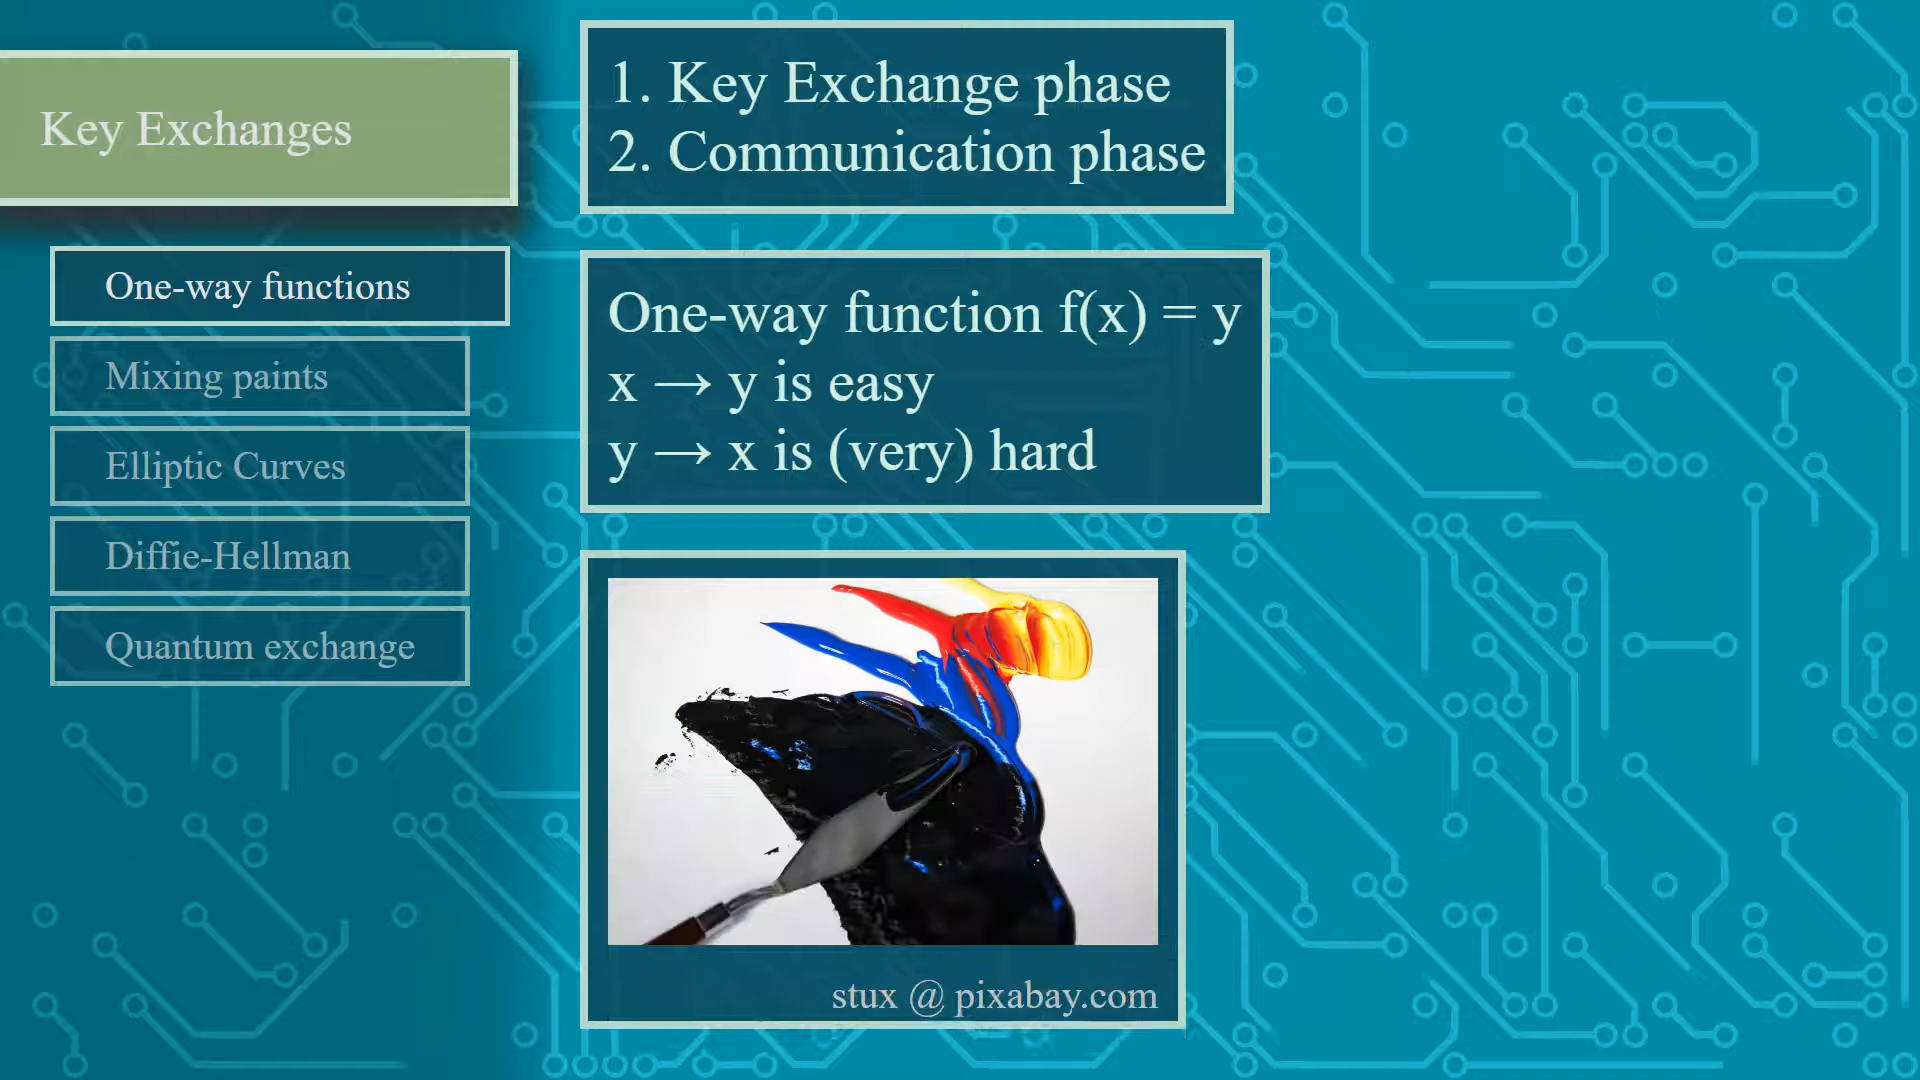 Key Exchanges
One-way functions
Mixing paints
Elliptic Curves
Diffie-Hellman
Quantum exchange
1. Key Exchange phase
2. Communication phase
One-way function f(x) = y
x → y is easy
y → x is (very) hard
stux @ pixabay.com